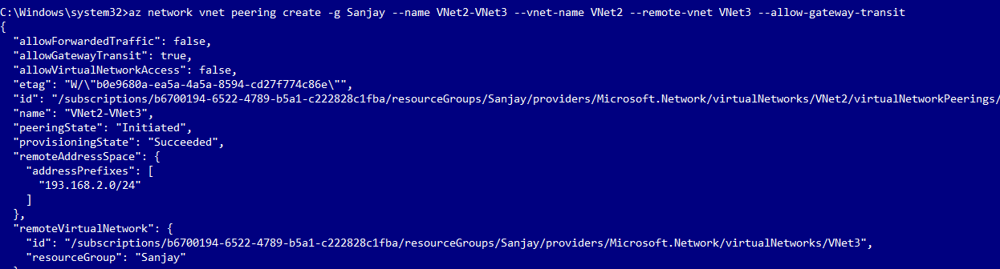 C:\Windows\system32>az network vnet peering create -g Sanjay --name VNet2-VNet3 --vnet-name VNet2 --remote-vnet VNet3 --allow-gateway-transit
{
  "allowForwardedTraffic": false,
  "allowGatewayTransit": true,
  "allowVirtualNetworkAccess": false,
  "etag": "W/\"b0e9680a-ea5a-4a5a-8594-cd27f774c86e\"",
  "id": "/subscriptions/b6700194-6522-4789-b5a1-c222828c1fba/resourceGroups/Sanjay/providers/Microsoft.Network/virtualNetworks/VNet2/virtualNetworkPeerings/
  "name": "VNet2-VNet3",
  "peeringState": "Initiated",
  "provisioningState": "Succeeded",
  "remoteAddressSpace": {
    "addressPrefixes": [
      "193.168.2.0/24"
    ]
  },
  "remoteVirtualNetwork": {
    "id": "/subscriptions/b6700194-6522-4789-b5a1-c222828c1fba/resourceGroups/Sanjay/providers/Microsoft.Network/virtualNetworks/VNet3",
    "resourceGroup": "Sanjay"